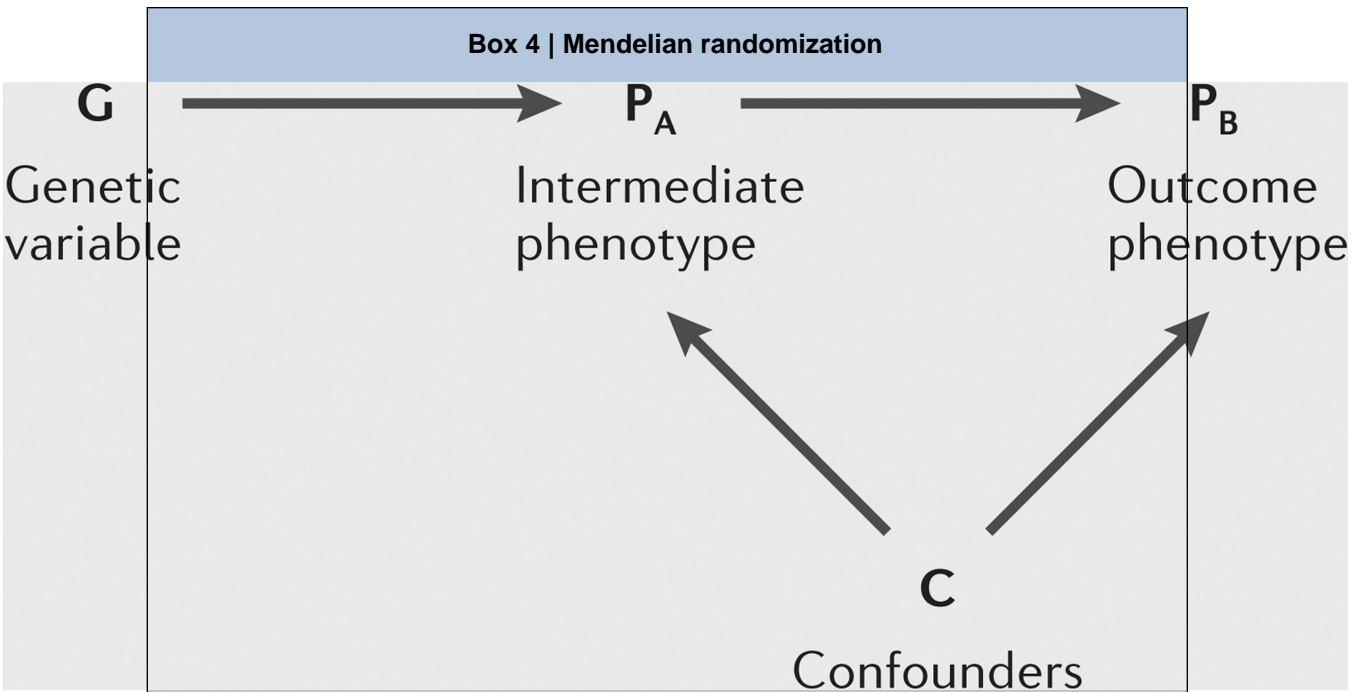 Box 4 | Mendelian randomization
G
P_A
P_B
Genetic
variable
Intermediate
phenotype
Outcome
phenotype
C
Confounders